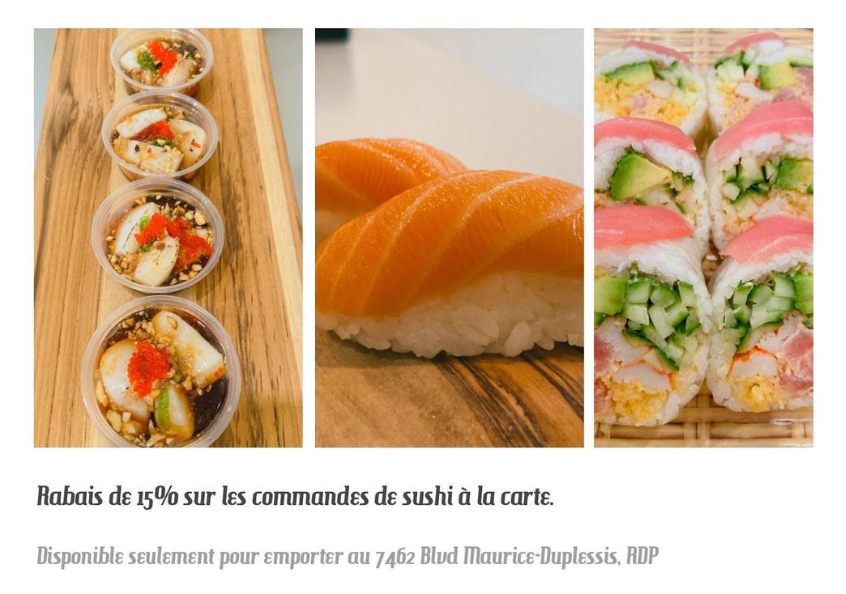 Rabais de 15% sur les commandes de sushi à la carte.
Disponible seulement pour emporter au 7462 Blvd Maurice-Duplessis, RDP